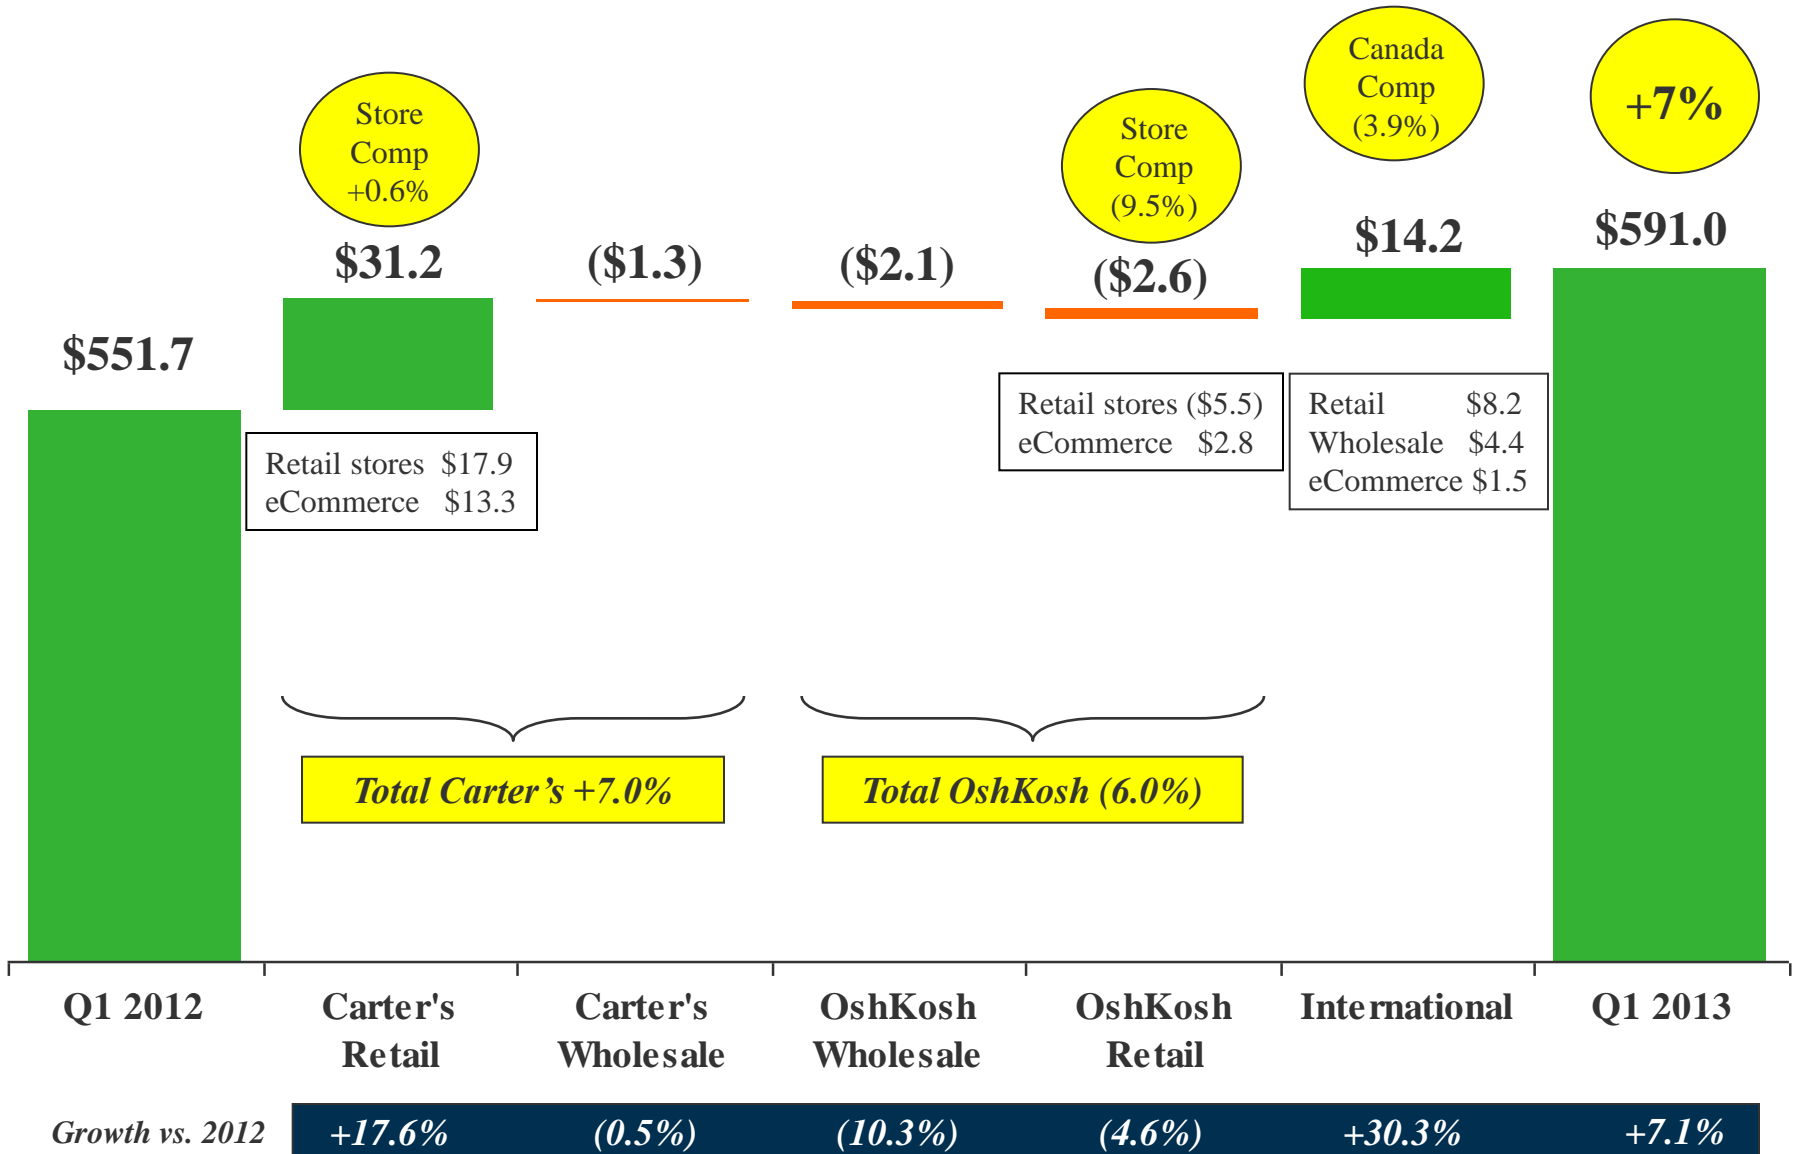 Store
Comp
+0.6%
Store
Comp
(9.5%)
Canada
Comp
(3.9%)
+7%
$551.7
$31.2
($1.3)
($2.1)
($2.6)
$14.2
$591.0
Retail stores $17.9
eCommerce $13.3
Retail stores ($5.5)
eCommerce $2.8
Retail $8.2
Wholesale $4.4
eCommerce $1.5
Total Carter’s +7.0%
Total OshKosh (6.0%)
Q1 2012
Carter's
Retail
Carter's
Wholesale
OshKosh
Wholesale
OshKosh
Retail
International
Q1 2013
Growth vs. 2012 +17.6% (0.5%) (10.3%) (4.6%) +30.3% +7.1%